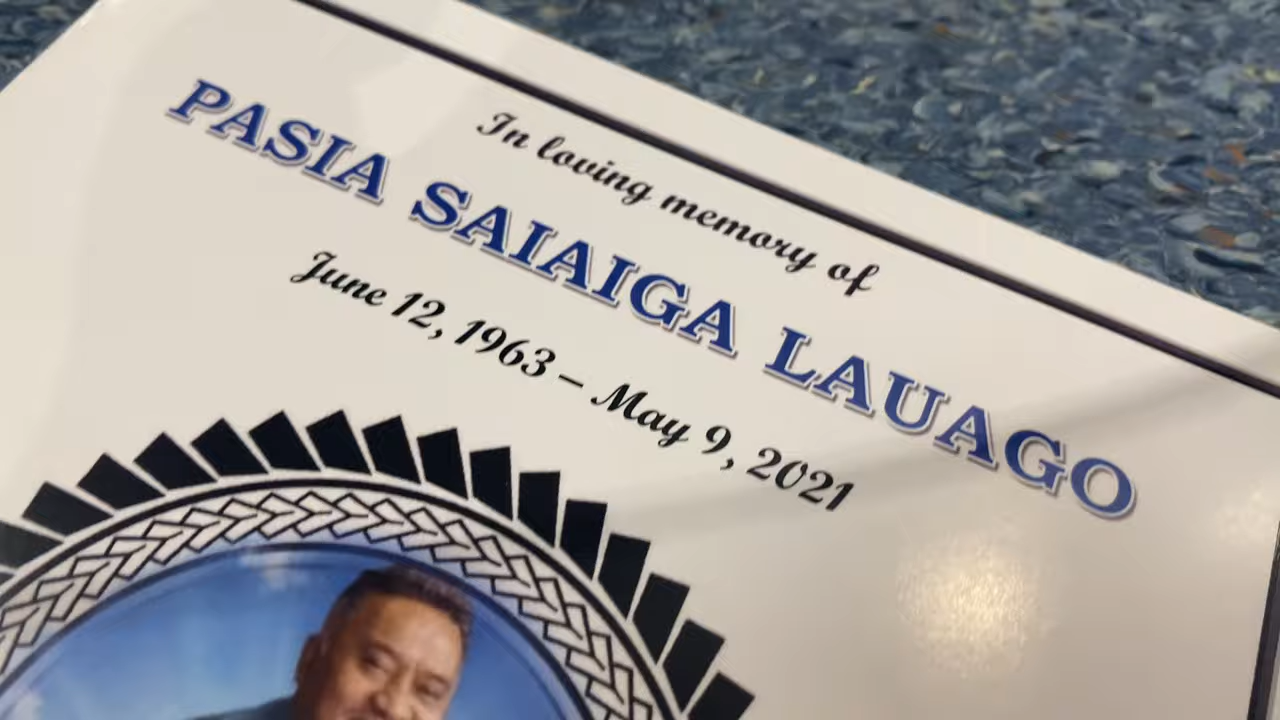 In loving memory of
PASIA SAIAIGA LAUAGO
June 12, 1963 – May 9, 2021